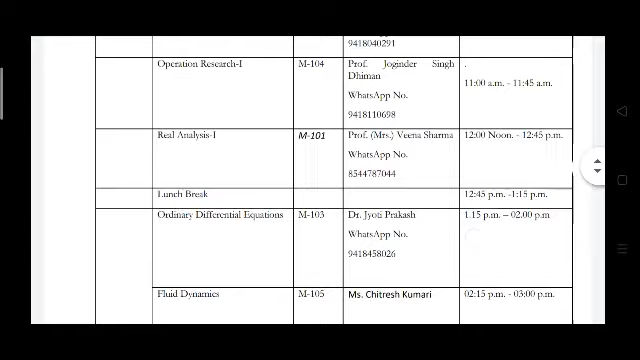 9418040291
Operation Research-I M-104 Prof. Joginder Singh .
Dhiman 11:00 a.m. - 11:45 a.m.
WhatsApp No.
9418110698
Real Analysis-I M-101 Prof. (Mrs.) Veena Sharma 12:00 Noon. - 12:45 p.m.
WhatsApp No.
8544787044
Lunch Break 12:45 p.m. -1:15 p.m.
Ordinary Differential Equations M-103 Dr. Jyoti Prakash 1.15 p.m. – 02.00 p.m
WhatsApp No.
9418458026
Fluid Dynamics M-105 Ms. Chitresh Kumari 02:15 p.m. - 03:00 p.m.